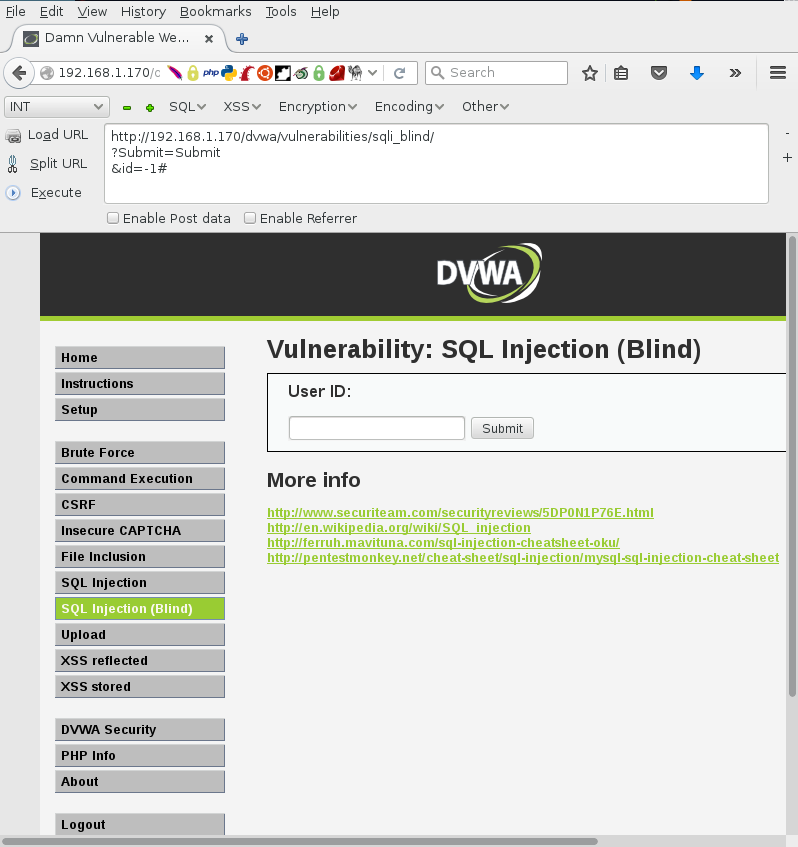 File Edit View History Bookmarks Tools Help
Damn Vulnerable We...
192.168.1.170/c php Search
INT SQL XSS Encryption Encoding Other
Load URL
Split URL
Execute
http://192.168.1.170/dvwa/vulnerabilities/sqli_blind/
?Submit=Submit
&id=-1#
Enable Post data Enable Referrer
DVWA
Home
Instructions
Setup
Brute Force
Command Execution
CSRF
Insecure CAPTCHA
File Inclusion
SQL Injection
SQL Injection (Blind)
Upload
XSS reflected
XSS stored
DVWA Security
PHP Info
About
Logout
Vulnerability: SQL Injection (Blind)
User ID:
Submit
More info
http://www.securiteam.com/securityreviews/5DP0N1P76E.html
http://en.wikipedia.org/wiki/SQL_injection
http://ferruh.mavituna.com/sql-injection-cheatsheet-oku/
http://pentestmonkey.net/cheat-sheet/sql-injection/mysql-sql-injection-cheat-sheet